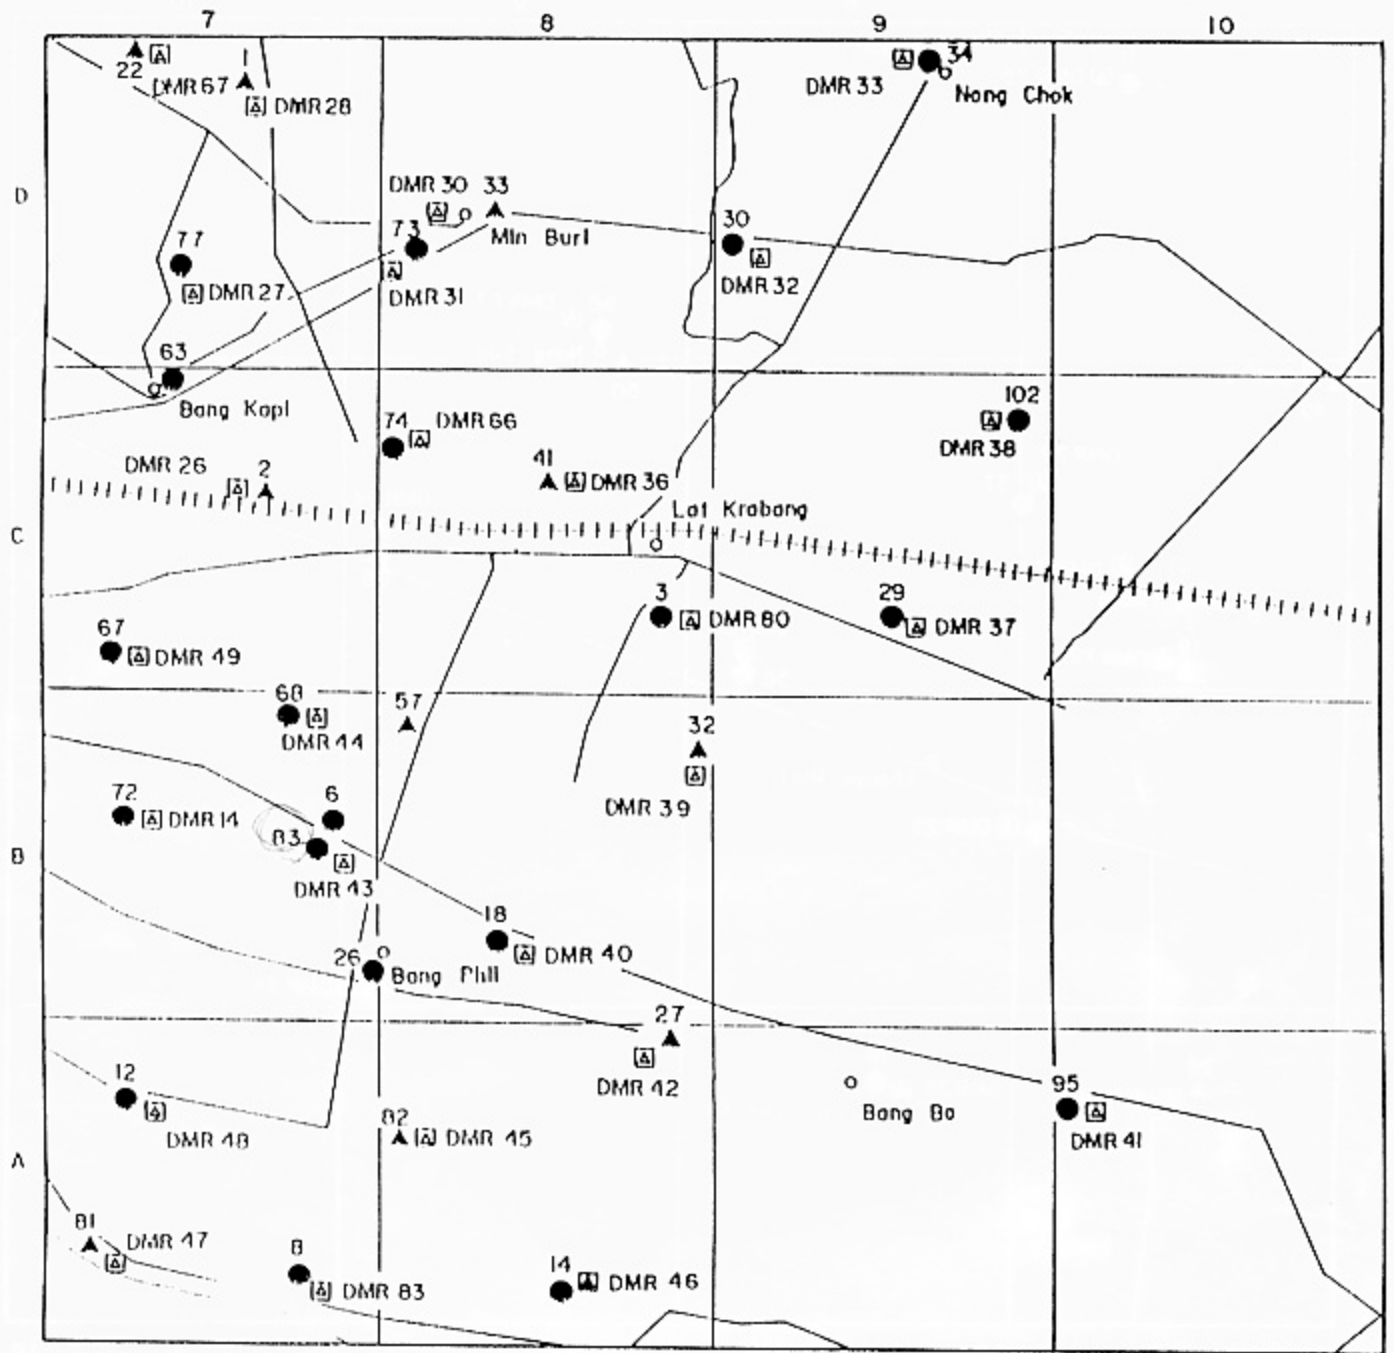 7 8 9 10
22
DMR 67
1
DMR 28
DMR 33
34
Nong Chok
D
DMR 30 33
Min Buri
73
DMR 31
30
DMR 32
77
DMR 27
63
Bang Kapi
74 DMR 66
102
DMR 38
DMR 26 2
41
DMR 36
Lat Krabang
C
3
DMR 80
29
DMR 37
67
DMR 49
68
DMR 44
57
32
DMR 39
72
DMR 14
6
83
DMR 43
B
18
DMR 40
26
Bang Phli
27
DMR 42
12
DMR 48
Bang Bo
95
DMR 41
82
DMR 45
A
81
DMR 47
8
DMR 83
14
DMR 46